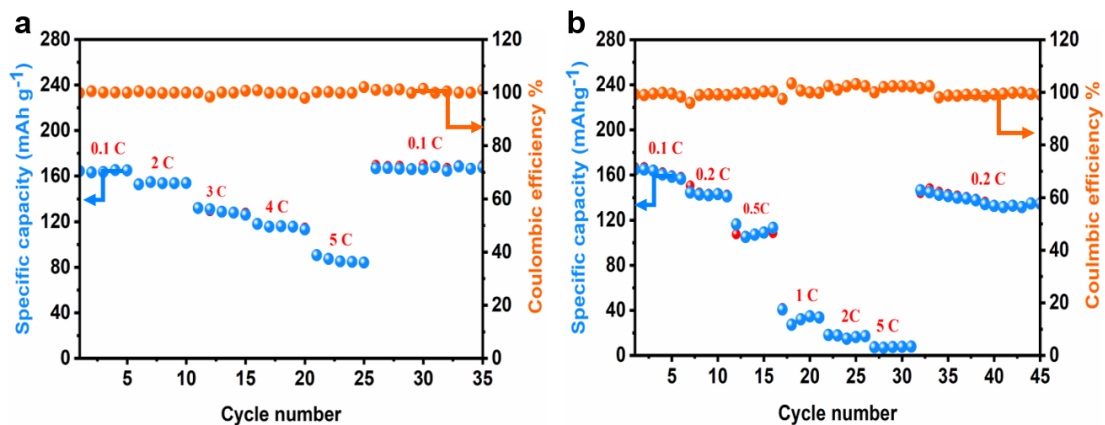 a
Specific capacity (mAh g-1)
280
240
200
160
120
80
40
0
0.1 C
2 C
3 C
4 C
5 C
0.1 C
120
100
80
60
40
20
0
Coulombic efficiency %
5 10 15 20 25 30 35
Cycle number
b
Specific capacity (mAhg-1)
280
240
200
160
120
80
40
0
0.1 C
0.2 C
0.5C
1 C
2C
5 C
0.2 C
120
100
80
60
40
20
0
Coulmbic efficiency %
5 10 15 20 25 30 35 40 45
Cycle number